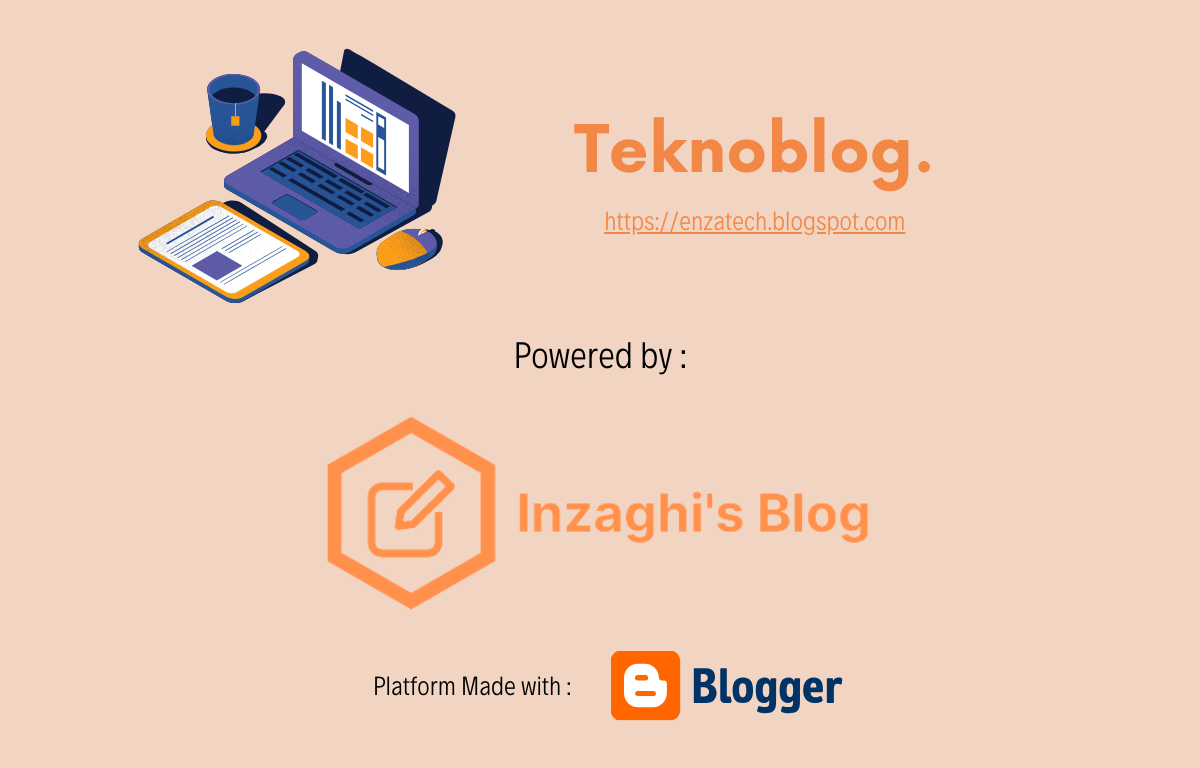 Teknoblog.
https://enzatech.blogspot.com
Powered by :
Inzaghi's Blog
Platform Made with :
Blogger